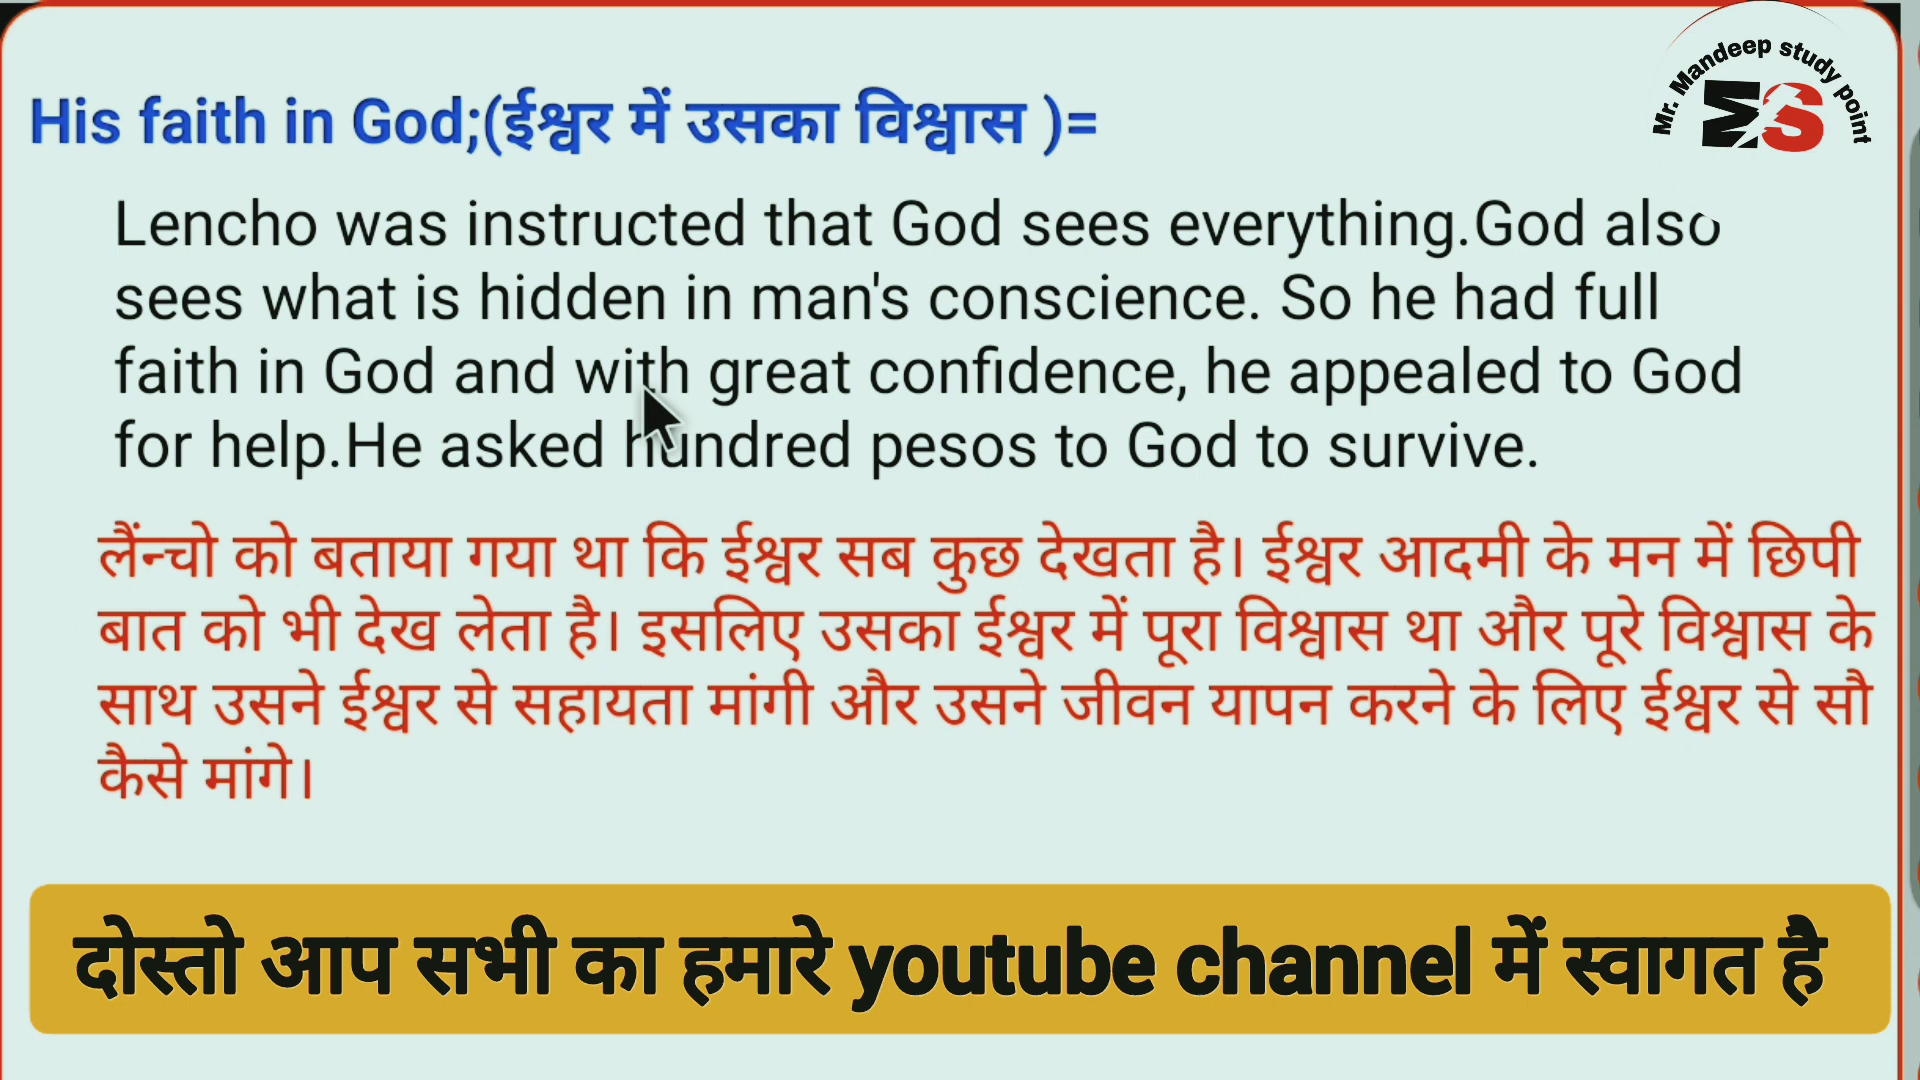 Mr. Mandeep study point
MS
His faith in God;(ईश्वर में उसका विश्वास )=
Lencho was instructed that God sees everything.God also
sees what is hidden in man's conscience. So he had full
faith in God and with great confidence, he appealed to God
for help.He asked hundred pesos to God to survive.
लैंन्चो को बताया गया था कि ईश्वर सब कुछ देखता है। ईश्वर आदमी के मन में छिपी
बात को भी देख लेता है। इसलिए उसका ईश्वर में पूरा विश्वास था और पूरे विश्वास के
साथ उसने ईश्वर से सहायता मांगी और उसने जीवन यापन करने के लिए ईश्वर से सौ
कैसे मांगे।
दोस्तो आप सभी का हमारे youtube channel में स्वागत है